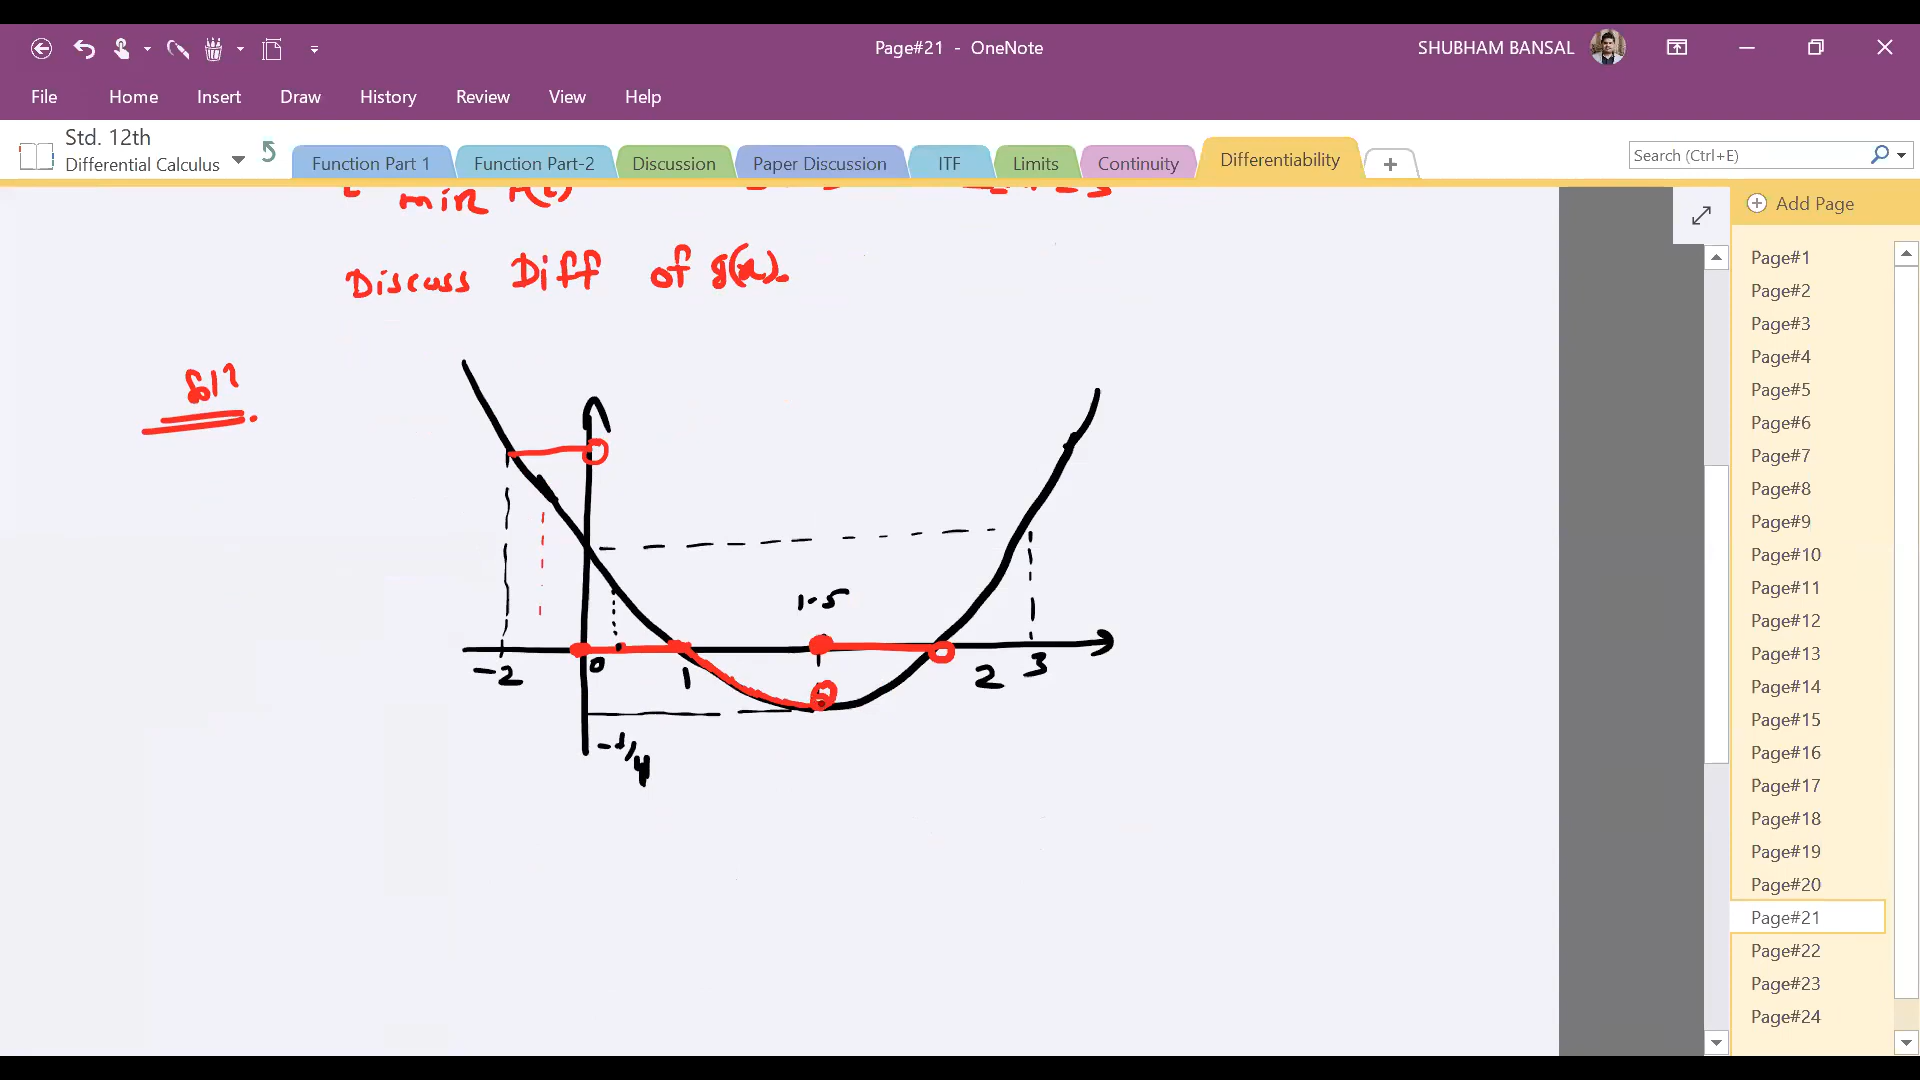 Page#21 - OneNote
SHUBHAM BANSAL
File Home Insert Draw History Review View Help
Std. 12th
Differential Calculus
Function Part 1 Function Part-2 Discussion Paper Discussion ITF Limits Continuity Differentiability
Search (Ctrl+E)
Add Page
Page#1
Page#2
Page#3
Page#4
Page#5
Page#6
Page#7
Page#8
Page#9
Page#10
Page#11
Page#12
Page#13
Page#14
Page#15
Page#16
Page#17
Page#18
Page#19
Page#20
Page#21
Page#22
Page#23
Page#24
min
Discuss Diff of g(x).
Sol?
1.5
-2 0 1 2 3
-1/4